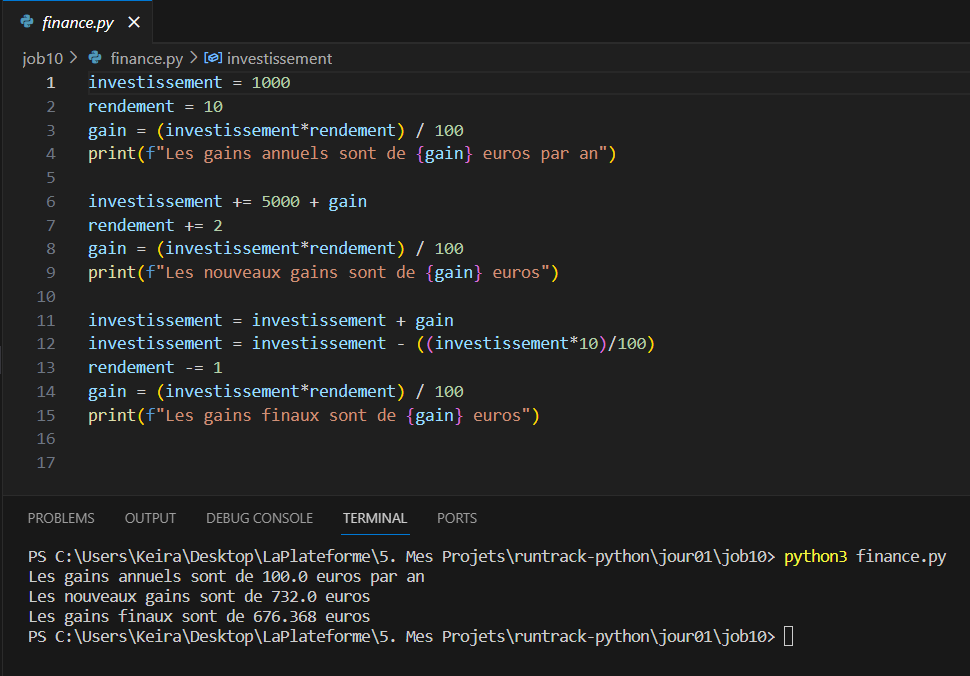 finance.py ×
job10 > finance.py > investissement
1 investissement = 1000
2 rendement = 10
3 gain = (investissement*rendement) / 100
4 print(f"Les gains annuels sont de {gain} euros par an")
5
6 investissement += 5000 + gain
7 rendement += 2
8 gain = (investissement*rendement) / 100
9 print(f"Les nouveaux gains sont de {gain} euros")
10
11 investissement = investissement + gain
12 investissement = investissement - ((investissement*10)/100)
13 rendement -= 1
14 gain = (investissement*rendement) / 100
15 print(f"Les gains finaux sont de {gain} euros")
16
17
PROBLEMS OUTPUT DEBUG CONSOLE TERMINAL PORTS
PS C:\Users\Keira\Desktop\LaPlateforme\5. Mes Projets\runtrack-python\jour01\job10> python3 finance.py
Les gains annuels sont de 100.0 euros par an
Les nouveaux gains sont de 732.0 euros
Les gains finaux sont de 676.368 euros
PS C:\Users\Keira\Desktop\LaPlateforme\5. Mes Projets\runtrack-python\jour01\job10>